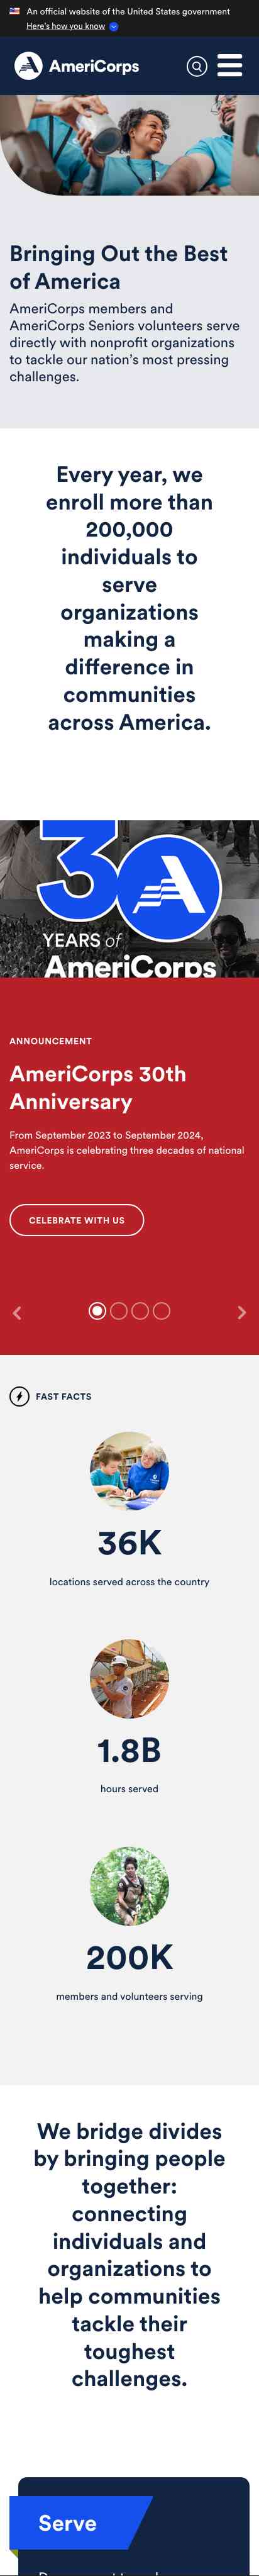 An official website of the United States government
Here's how you know
AmeriCorps
Bringing Out the Best
of America
AmeriCorps members and
AmeriCorps Seniors volunteers serve
directly with nonprofit organizations
to tackle our nation's most pressing
challenges.
Every year, we
enroll more than
200,000
individuals to
serve
organizations
making a
difference in
communities
across America.
30
YEARS of
AmeriCorps
ANNOUNCEMENT
AmeriCorps 30th
Anniversary
From September 2023 to September 2024,
AmeriCorps is celebrating three decades of national
service.
CELEBRATE WITH US
FAST FACTS
36K
locations served across the country
1.8B
hours served
200K
members and volunteers serving
We bridge divides
by bringing people
together:
connecting
individuals and
organizations to
help communities
tackle their
toughest
challenges.
Serve